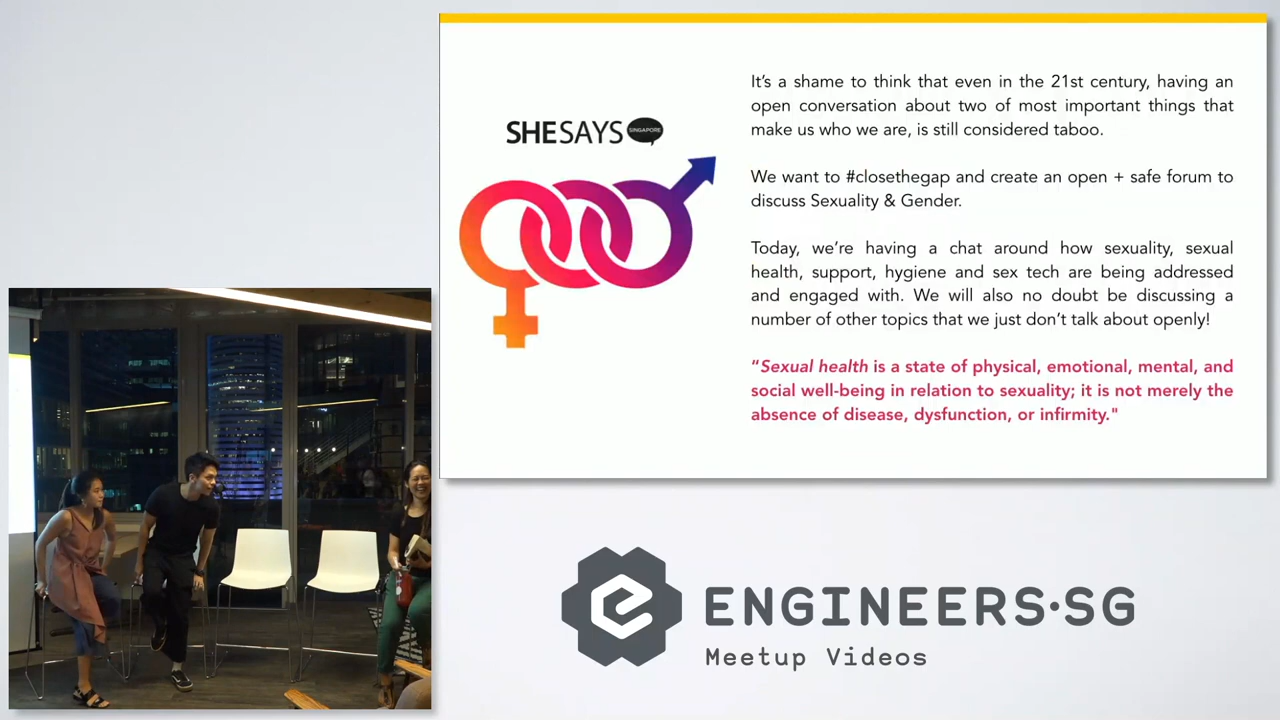 SHESAYS SINGAPORE
It's a shame to think that even in the 21st century, having an
open conversation about two of most important things that
make us who we are, is still considered taboo.
We want to #closethegap and create an open + safe forum to
discuss Sexuality & Gender.
Today, we're having a chat around how sexuality, sexual
health, support, hygiene and sex tech are being addressed
and engaged with. We will also no doubt be discussing a
number of other topics that we just don't talk about openly!
"Sexual health is a state of physical, emotional, mental, and
social well-being in relation to sexuality; it is not merely the
absence of disease, dysfunction, or infirmity."
ENGINEERS·SG
Meetup Videos